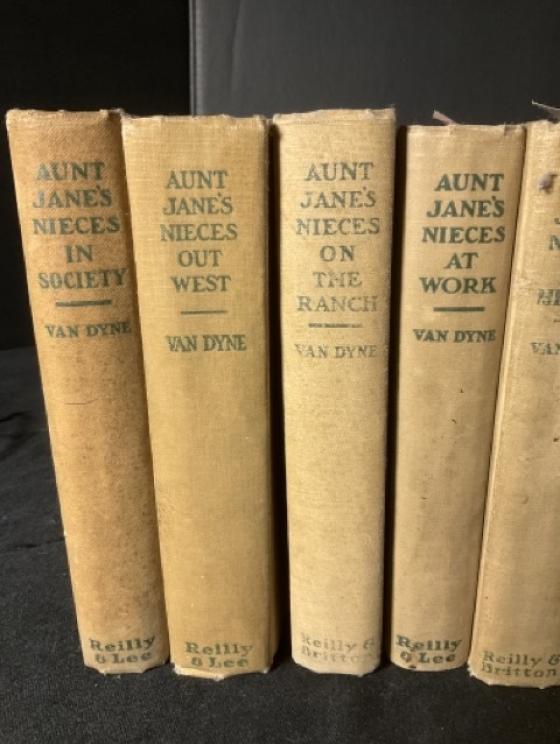 AUNT
JANE'S
NIECES
IN
SOCIETY
VAN DYNE
Reilly
& Lee
AUNT
JANE'S
NIECES
OUT
WEST
VAN DYNE
Reilly
& Lee
AUNT
JANE'S
NIECES
ON
THE
RANCH
VAN DYNE
Reilly &
Britton
AUNT
JANE'S
NIECES
AT
WORK
VAN DYNE
Reilly
& Lee
VAN
Reilly &
Britton